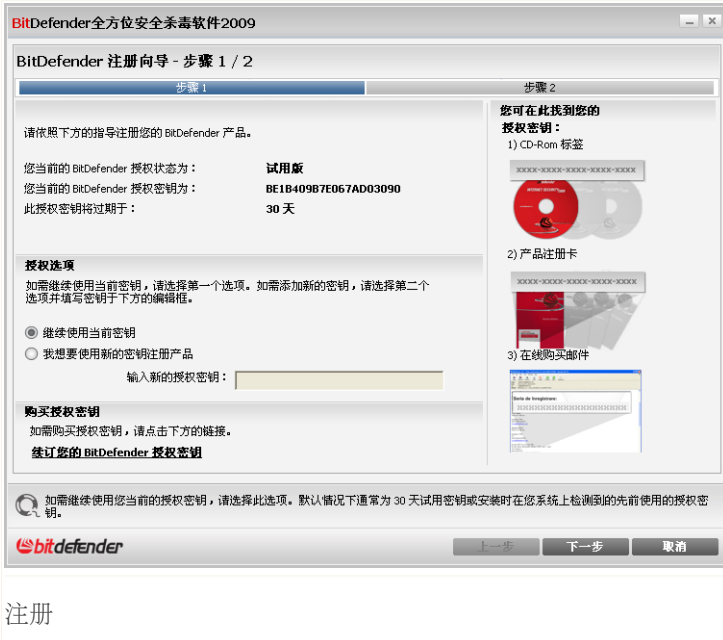 BitDefender全方位安全杀毒软件2009
BitDefender 注册向导 - 步骤 1 / 2
步骤 1
步骤 2
请依照下方的指导注册您的 BitDefender 产品。
您当前的 BitDefender 授权状态为： 试用版
您当前的 BitDefender 授权密钥为： BE1B409B7E067AD03090
此授权密钥将过期于： 30 天
授权选项
如需继续使用当前密钥，请选择第一个选项。如需添加新的密钥，请选择第二个
选项并填写密钥于下方的编辑框。
继续使用当前密钥
我想要使用新的密钥注册产品
输入新的授权密钥：
购买授权密钥
如需购买授权密钥，请点击下方的链接。
续订您的 BitDefender 授权密钥
您可在此找到您的
授权密钥：
1) CD-Rom 标签
XXXX-XXXX-XXXX-XXXX-XXXX
2) 产品注册卡
XXXX-XXXX-XXXX-XXXX-XXXX
3) 在线购买邮件
Seria de Inregistrare:
如需继续使用您当前的授权密钥，请选择此选项。默认情况下通常为 30 天试用密钥或安装时在您系统上检测到的先前使用的授权密
钥。
bitdefender
上一步
下一步
取消
注册